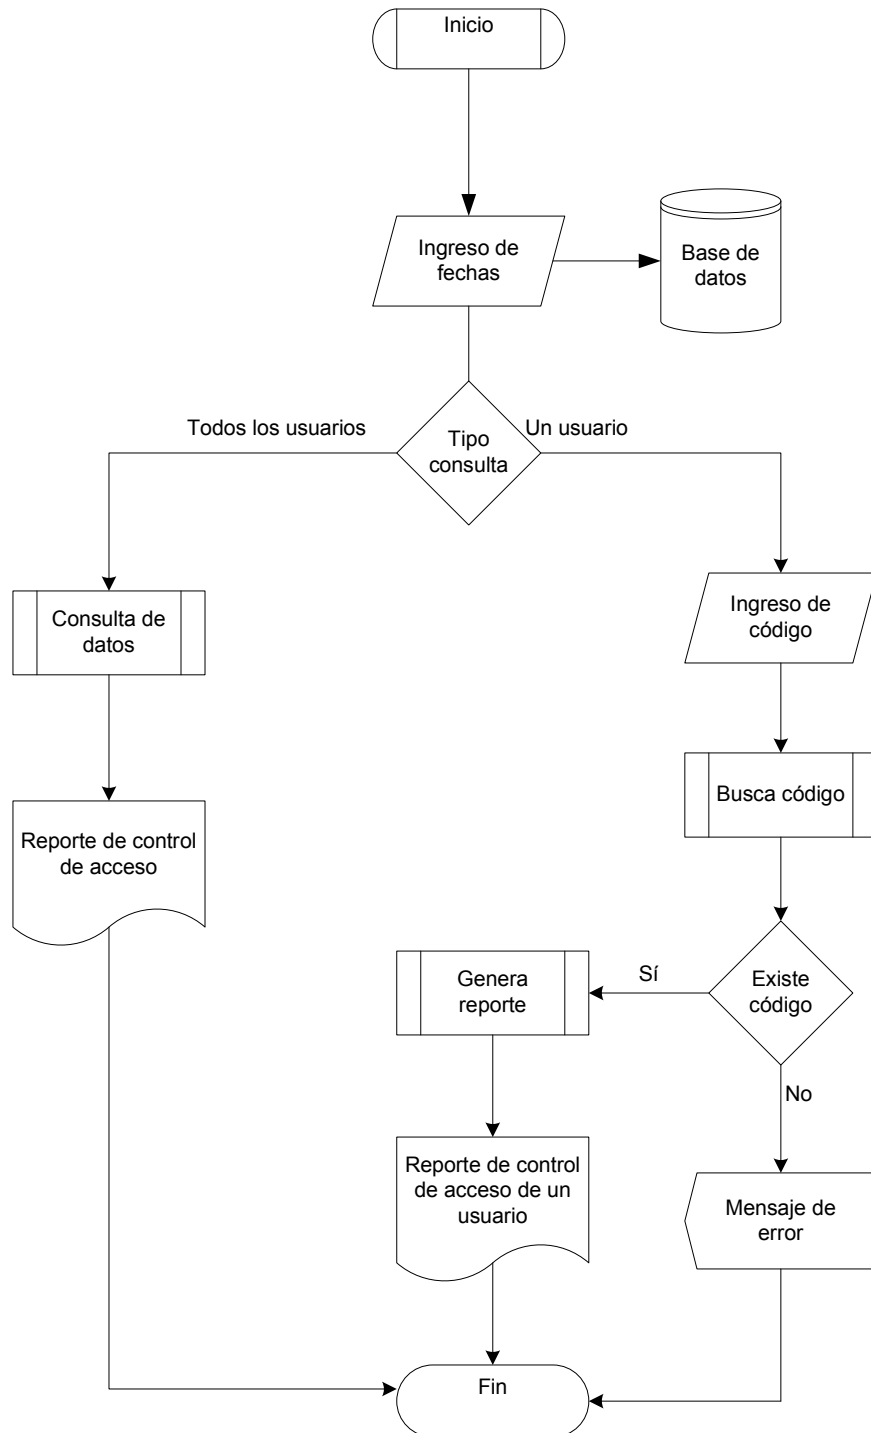 Inicio
Ingreso de
fechas
Base de
datos
Todos los usuarios
Tipo
consulta
Un usuario
Consulta de
datos
Ingreso de
código
Reporte de control
de acceso
Busca código
Genera
reporte
Sí
Existe
código
No
Reporte de control
de acceso de un
usuario
Mensaje de
error
Fin